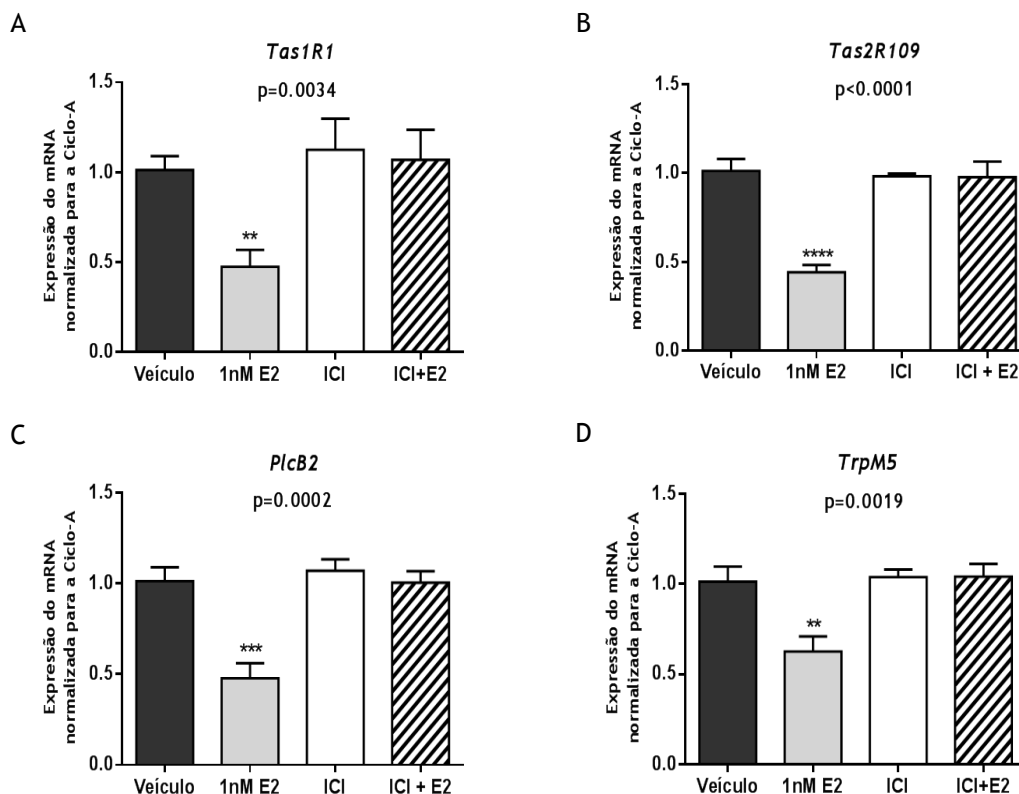 A
Tas1R1
p=0.0034
Expressão do mRNA
normalizada para a Ciclo-A
1.5
1.0
0.5
0.0
**
Veículo 1nM E2 ICI ICI+E2
B
Tas2R109
p<0.0001
Expressão do mRNA
normalizada para a Ciclo-A
1.5
1.0
0.5
0.0
****
Veículo 1nM E2 ICI ICI + E2
C
PlcB2
p=0.0002
Expressão do mRNA
normalizada para a Ciclo-A
1.5
1.0
0.5
0.0
***
Veículo 1nM E2 ICI ICI + E2
D
TrpM5
p=0.0019
Expressão do mRNA
normalizada para a Ciclo-A
1.5
1.0
0.5
0.0
**
Veículo 1nM E2 ICI ICI+E2